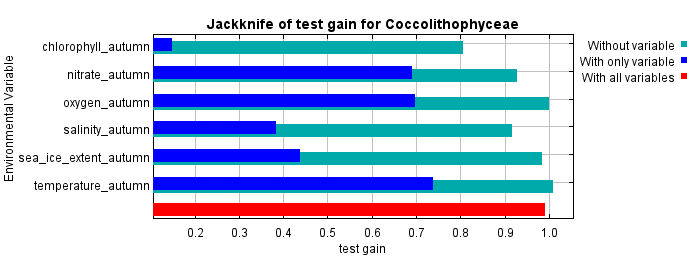 Jackknife of test gain for Coccolithophyceae
Environmental Variable
chlorophyll_autumn
nitrate_autumn
oxygen_autumn
salinity_autumn
sea_ice_extent_autumn
temperature_autumn
0.2 0.3 0.4 0.5 0.6 0.7 0.8 0.9 1.0
test gain
Without variable
With only variable
With all variables